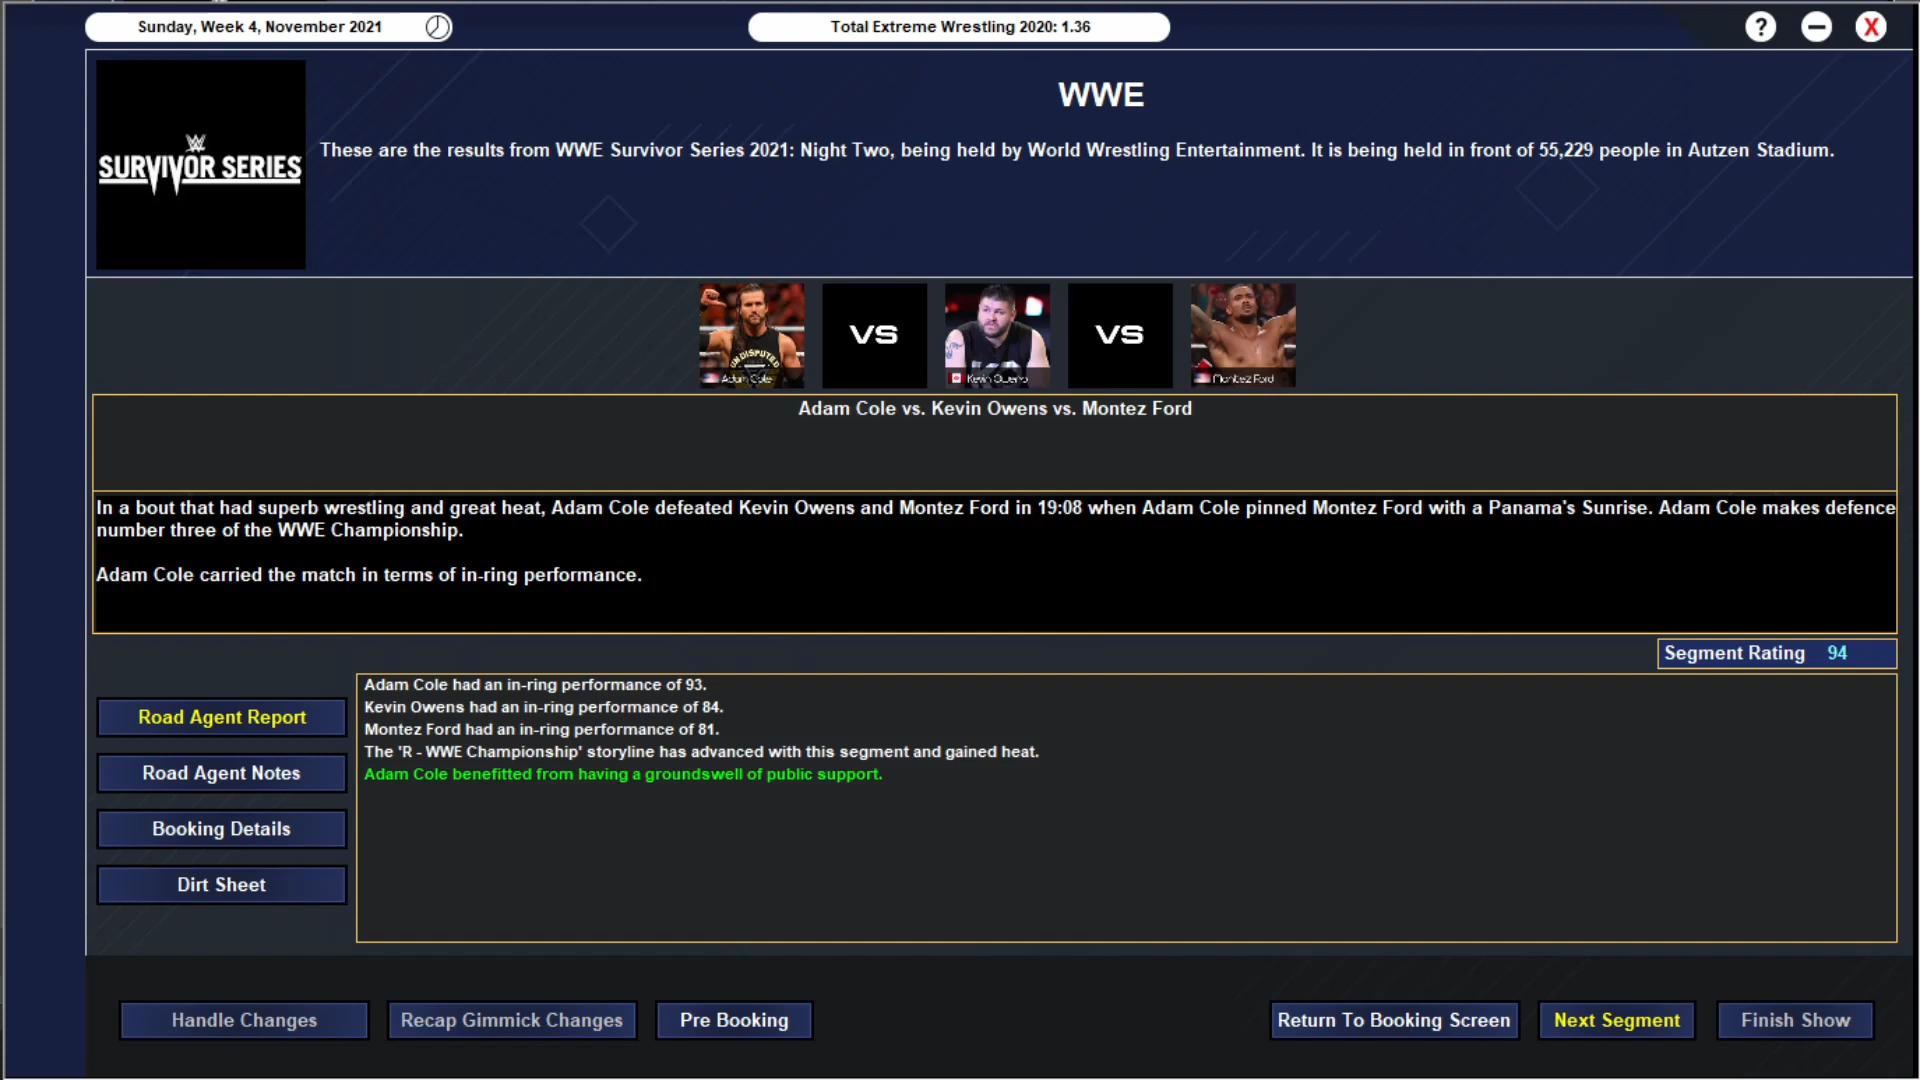 Sunday, Week 4, November 2021
Total Extreme Wrestling 2020: 1.36
?
X
WWE
W
SURVIVOR SERIES
These are the results from WWE Survivor Series 2021: Night Two, being held by World Wrestling Entertainment. It is being held in front of 55,229 people in Autzen Stadium.
UNDISPUTED
VS
VS
Adam Cole
Kevin Owens
Montez Ford
Adam Cole vs. Kevin Owens vs. Montez Ford
In a bout that had superb wrestling and great heat, Adam Cole defeated Kevin Owens and Montez Ford in 19:08 when Adam Cole pinned Montez Ford with a Panama's Sunrise. Adam Cole makes defence
number three of the WWE Championship.
Adam Cole carried the match in terms of in-ring performance.
Segment Rating 94
Road Agent Report
Road Agent Notes
Booking Details
Dirt Sheet
Adam Cole had an in-ring performance of 93.
Kevin Owens had an in-ring performance of 84.
Montez Ford had an in-ring performance of 81.
The 'R - WWE Championship' storyline has advanced with this segment and gained heat.
Adam Cole benefitted from having a groundswell of public support.
Handle Changes
Recap Gimmick Changes
Pre Booking
Return To Booking Screen
Next Segment
Finish Show